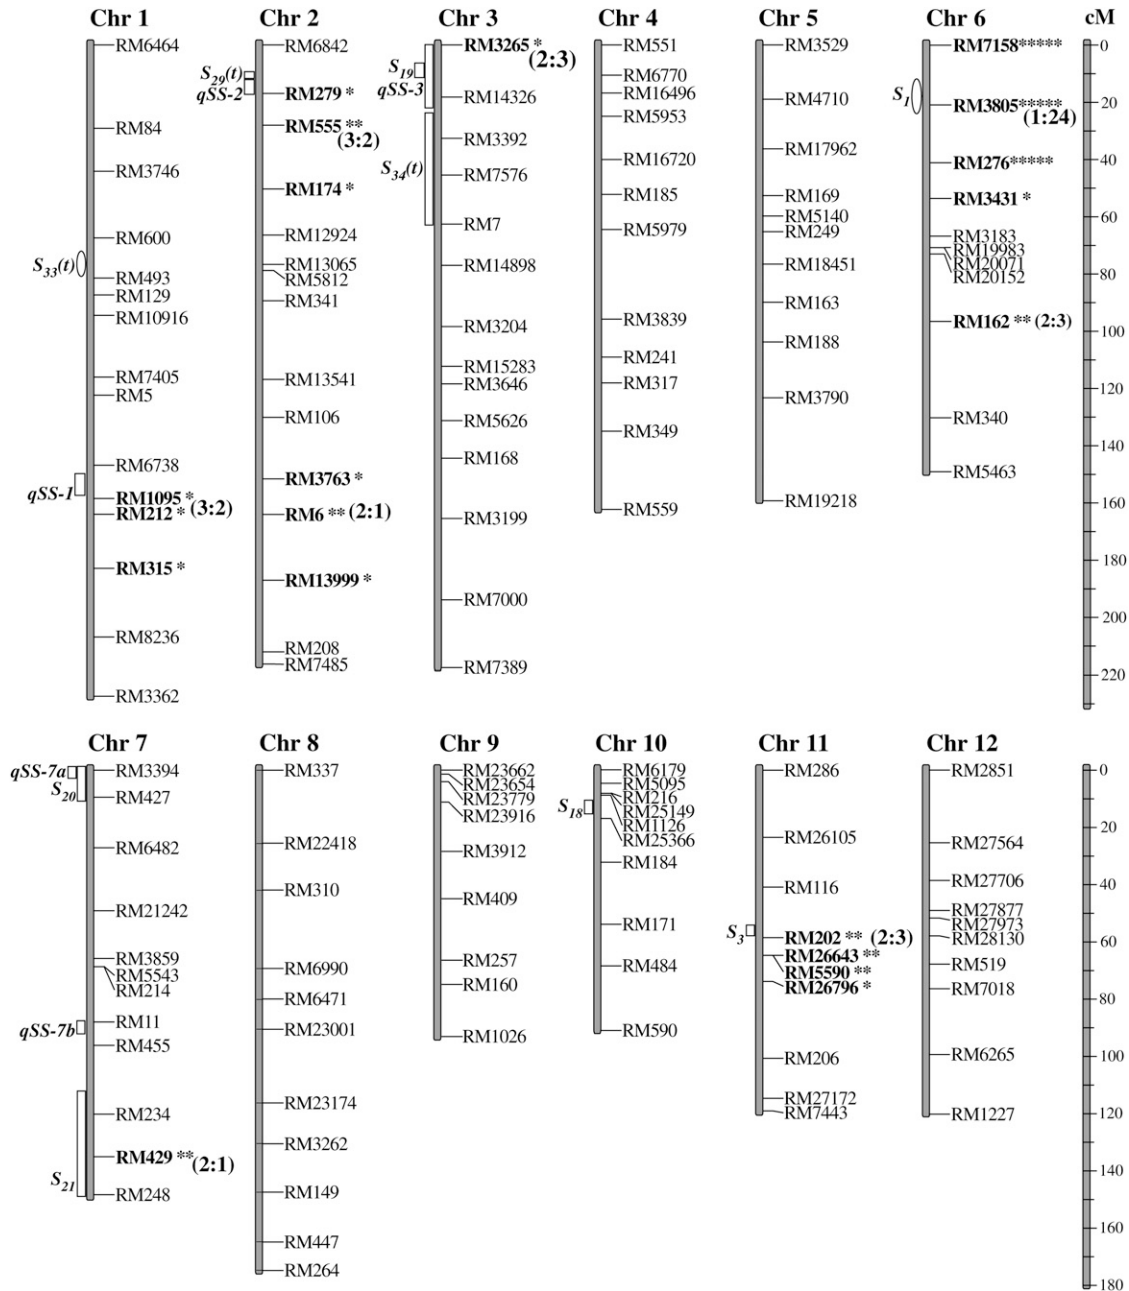 Chr 1
RM6464
RM84
RM3746
RM600
S33(t)
RM493
RM129
RM10916
RM7405
RM5
RM6738
qSS-1
RM1095 *
RM212 * (3:2)
RM315 *
RM8236
RM3362
Chr 2
RM6842
S29(t)
qSS-2
RM279 *
RM555 **
(3:2)
RM174 *
RM12924
RM13065
RM5812
RM341
RM13541
RM106
RM3763 *
RM6 ** (2:1)
RM13999 *
RM208
RM7485
Chr 3
RM3265 *
(2:3)
S19
qSS-3
RM14326
RM3392
S34(t)
RM7576
RM7
RM14898
RM3204
RM15283
RM3646
RM5626
RM168
RM3199
RM7000
RM7389
Chr 4
RM551
RM6770
RM16496
RM5953
RM16720
RM185
RM5979
RM3839
RM241
RM317
RM349
RM559
Chr 5
RM3529
RM4710
RM17962
RM169
RM5140
RM249
RM18451
RM163
RM188
RM3790
RM19218
Chr 6
RM7158*****
S1
RM3805*****
(1:24)
RM276*****
RM3431 *
RM3183
RM19983
RM20071
RM20152
RM162 ** (2:3)
RM340
RM5463
cM
0
20
40
60
80
100
120
140
160
180
200
220
Chr 7
qSS-7a
RM3394
S20
RM427
RM6482
RM21242
RM3859
RM5543
RM214
qSS-7b
RM11
RM455
RM234
RM429 ** (2:1)
S21
RM248
Chr 8
RM337
RM22418
RM310
RM6990
RM6471
RM23001
RM23174
RM3262
RM149
RM447
RM264
Chr 9
RM23662
RM23654
RM23779
RM23916
RM3912
RM409
RM257
RM160
RM1026
Chr 10
RM6179
RM5095
S18
RM216
RM25149
RM1126
RM25366
RM184
RM171
RM484
RM590
Chr 11
RM286
RM26105
RM116
S3
RM202 ** (2:3)
RM26643 **
RM5590 **
RM26796 *
RM206
RM27172
RM7443
Chr 12
RM2851
RM27564
RM27706
RM27877
RM27973
RM28130
RM519
RM7018
RM6265
RM1227
0
20
40
60
80
100
120
140
160
180